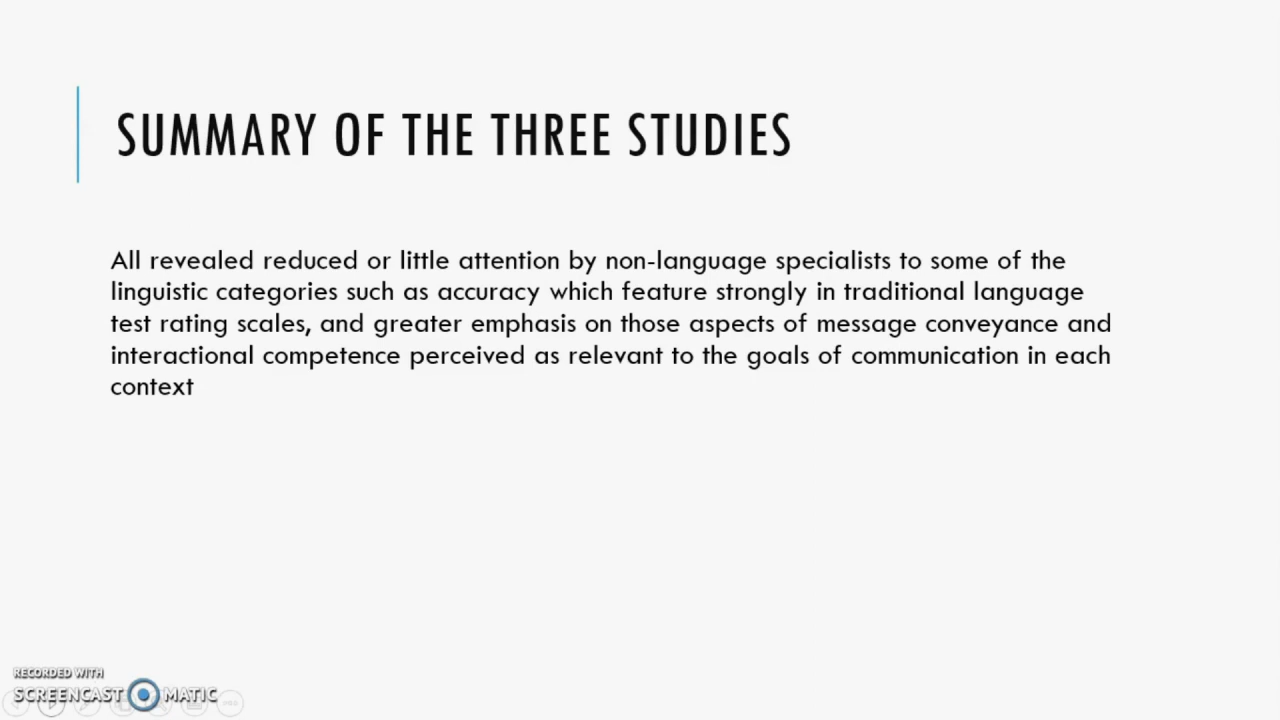 SUMMARY OF THE THREE STUDIES
All revealed reduced or little attention by non-language specialists to some of the
linguistic categories such as accuracy which feature strongly in traditional language
test rating scales, and greater emphasis on those aspects of message conveyance and
interactional competence perceived as relevant to the goals of communication in each
context
RECORDED WITH
SCREENCAST MATIC